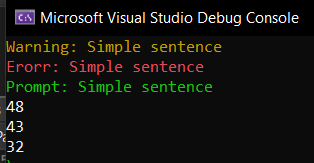 Microsoft Visual Studio Debug Console
Warning: Simple sentence
Erorr: Simple sentence
Prompt: Simple sentence
48
43
32